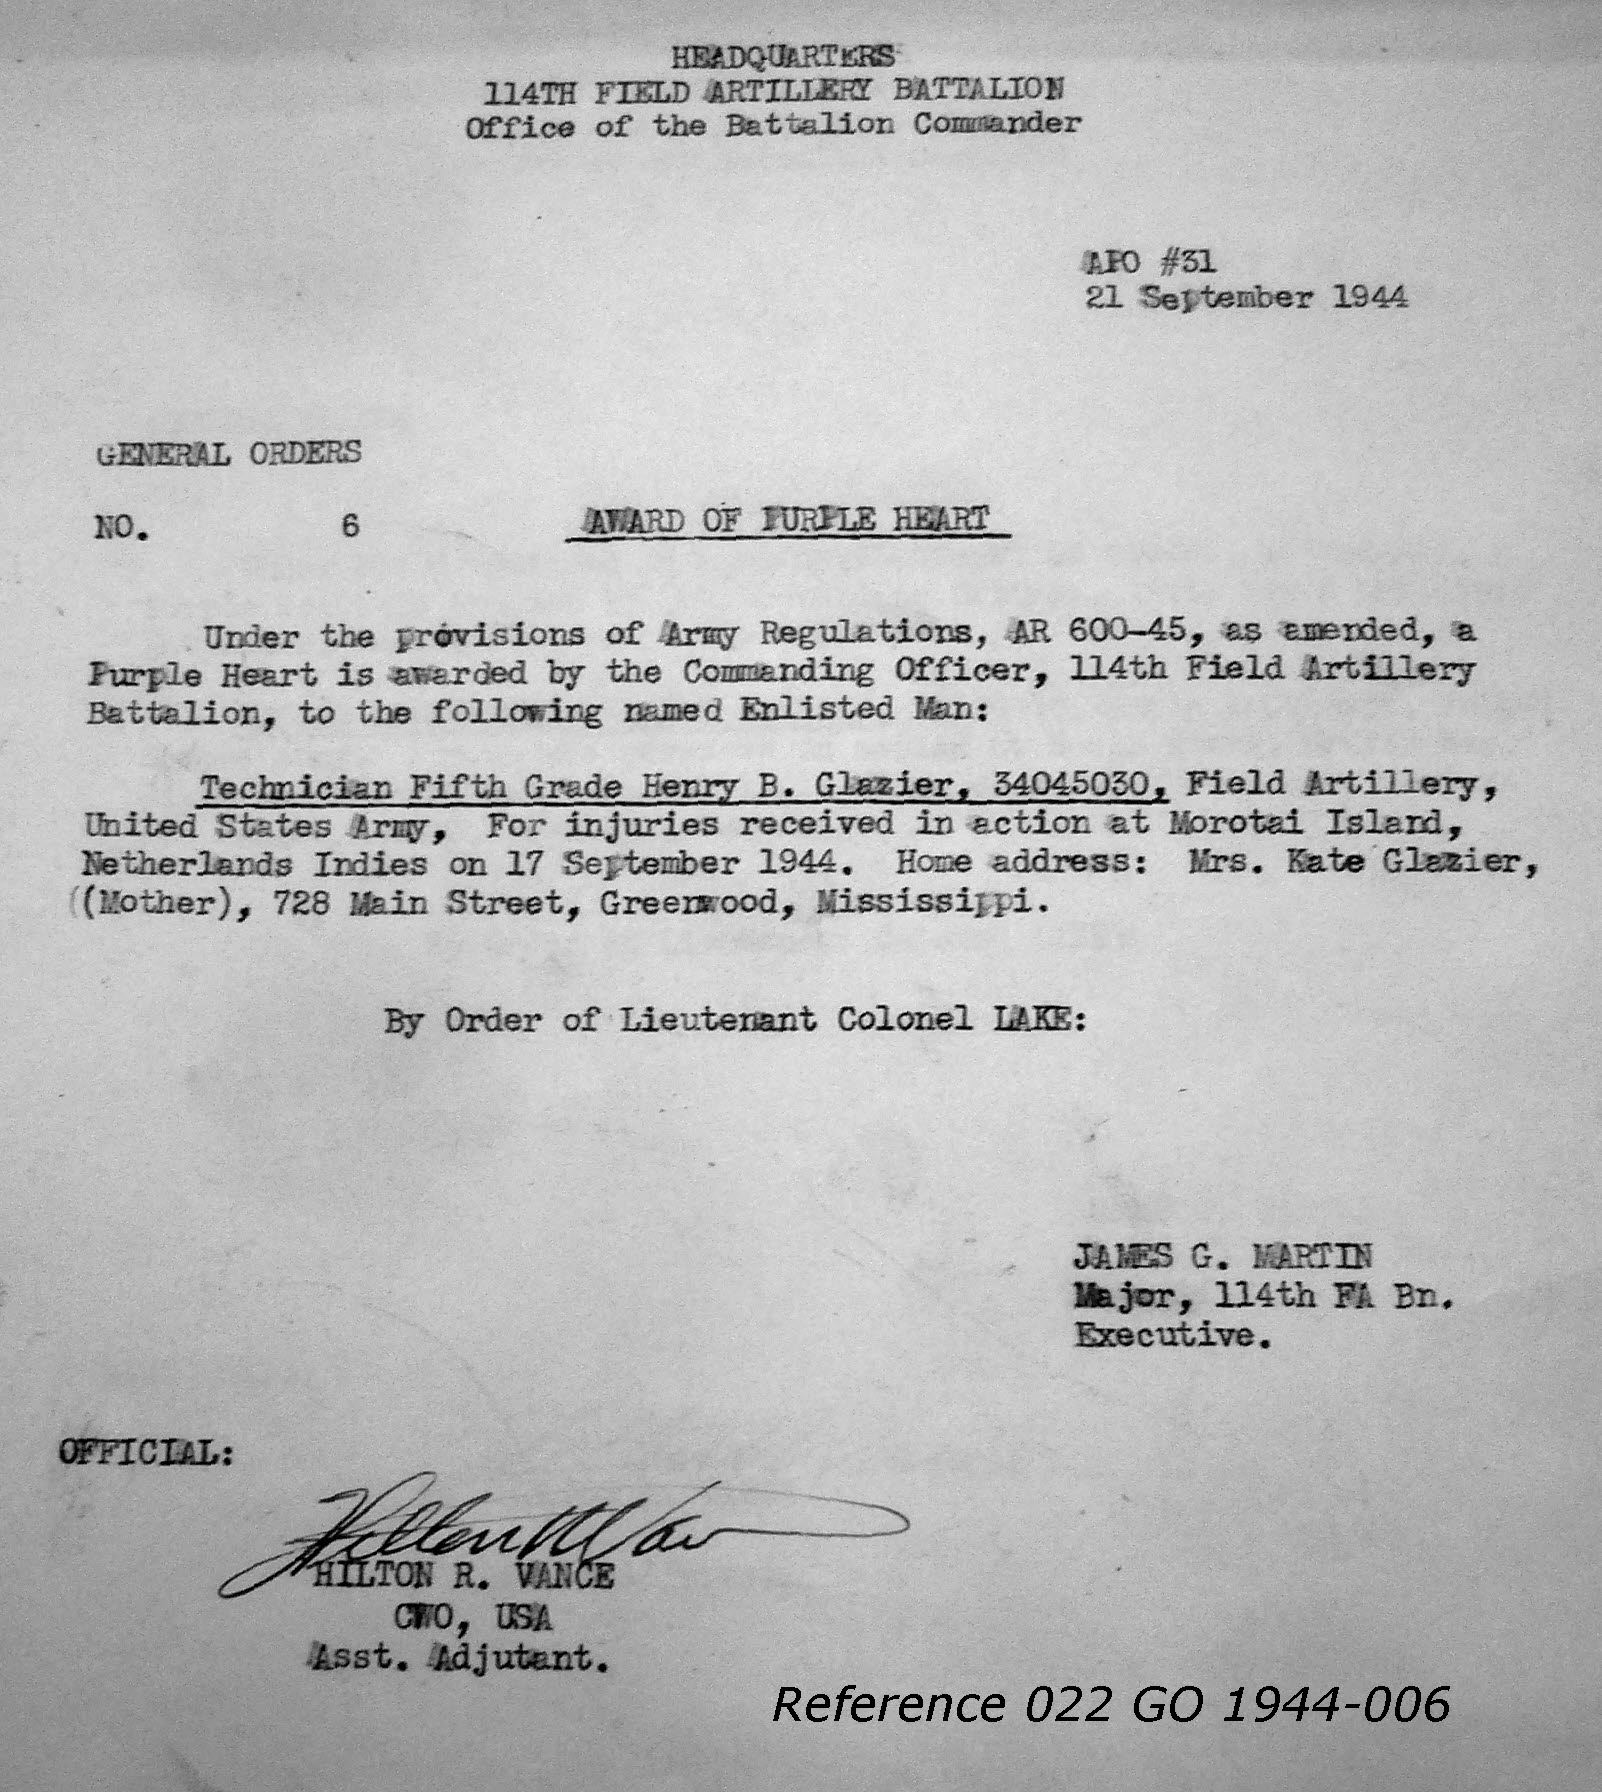 HEADQUARTERS
114TH FIELD ARTILLERY BATTALION
Office of the Battalion Commander
APO #31
21 September 1944
GENERAL ORDERS
NO. 6 AWARD OF PURPLE HEART
Under the provisions of Army Regulations, AR 600-45, as amended, a
Purple Heart is awarded by the Commanding Officer, 114th Field Artillery
Battalion, to the following named Enlisted Man:
Technician Fifth Grade Henry B. Glazier, 34045030, Field Artillery,
United States Army, For injuries received in action at Morotai Island,
Netherlands Indies on 17 September 1944. Home address: Mrs. Kate Glazier,
((Mother), 728 Main Street, Greenwood, Mississippi.
By Order of Lieutenant Colonel LAKE:
JAMES G. MARTIN
Major, 114th FA Bn.
Executive.
OFFICIAL:
Hilton R Vance
HILTON R. VANCE
CWO, USA
Asst. Adjutant.
Reference 022 GO 1944-006